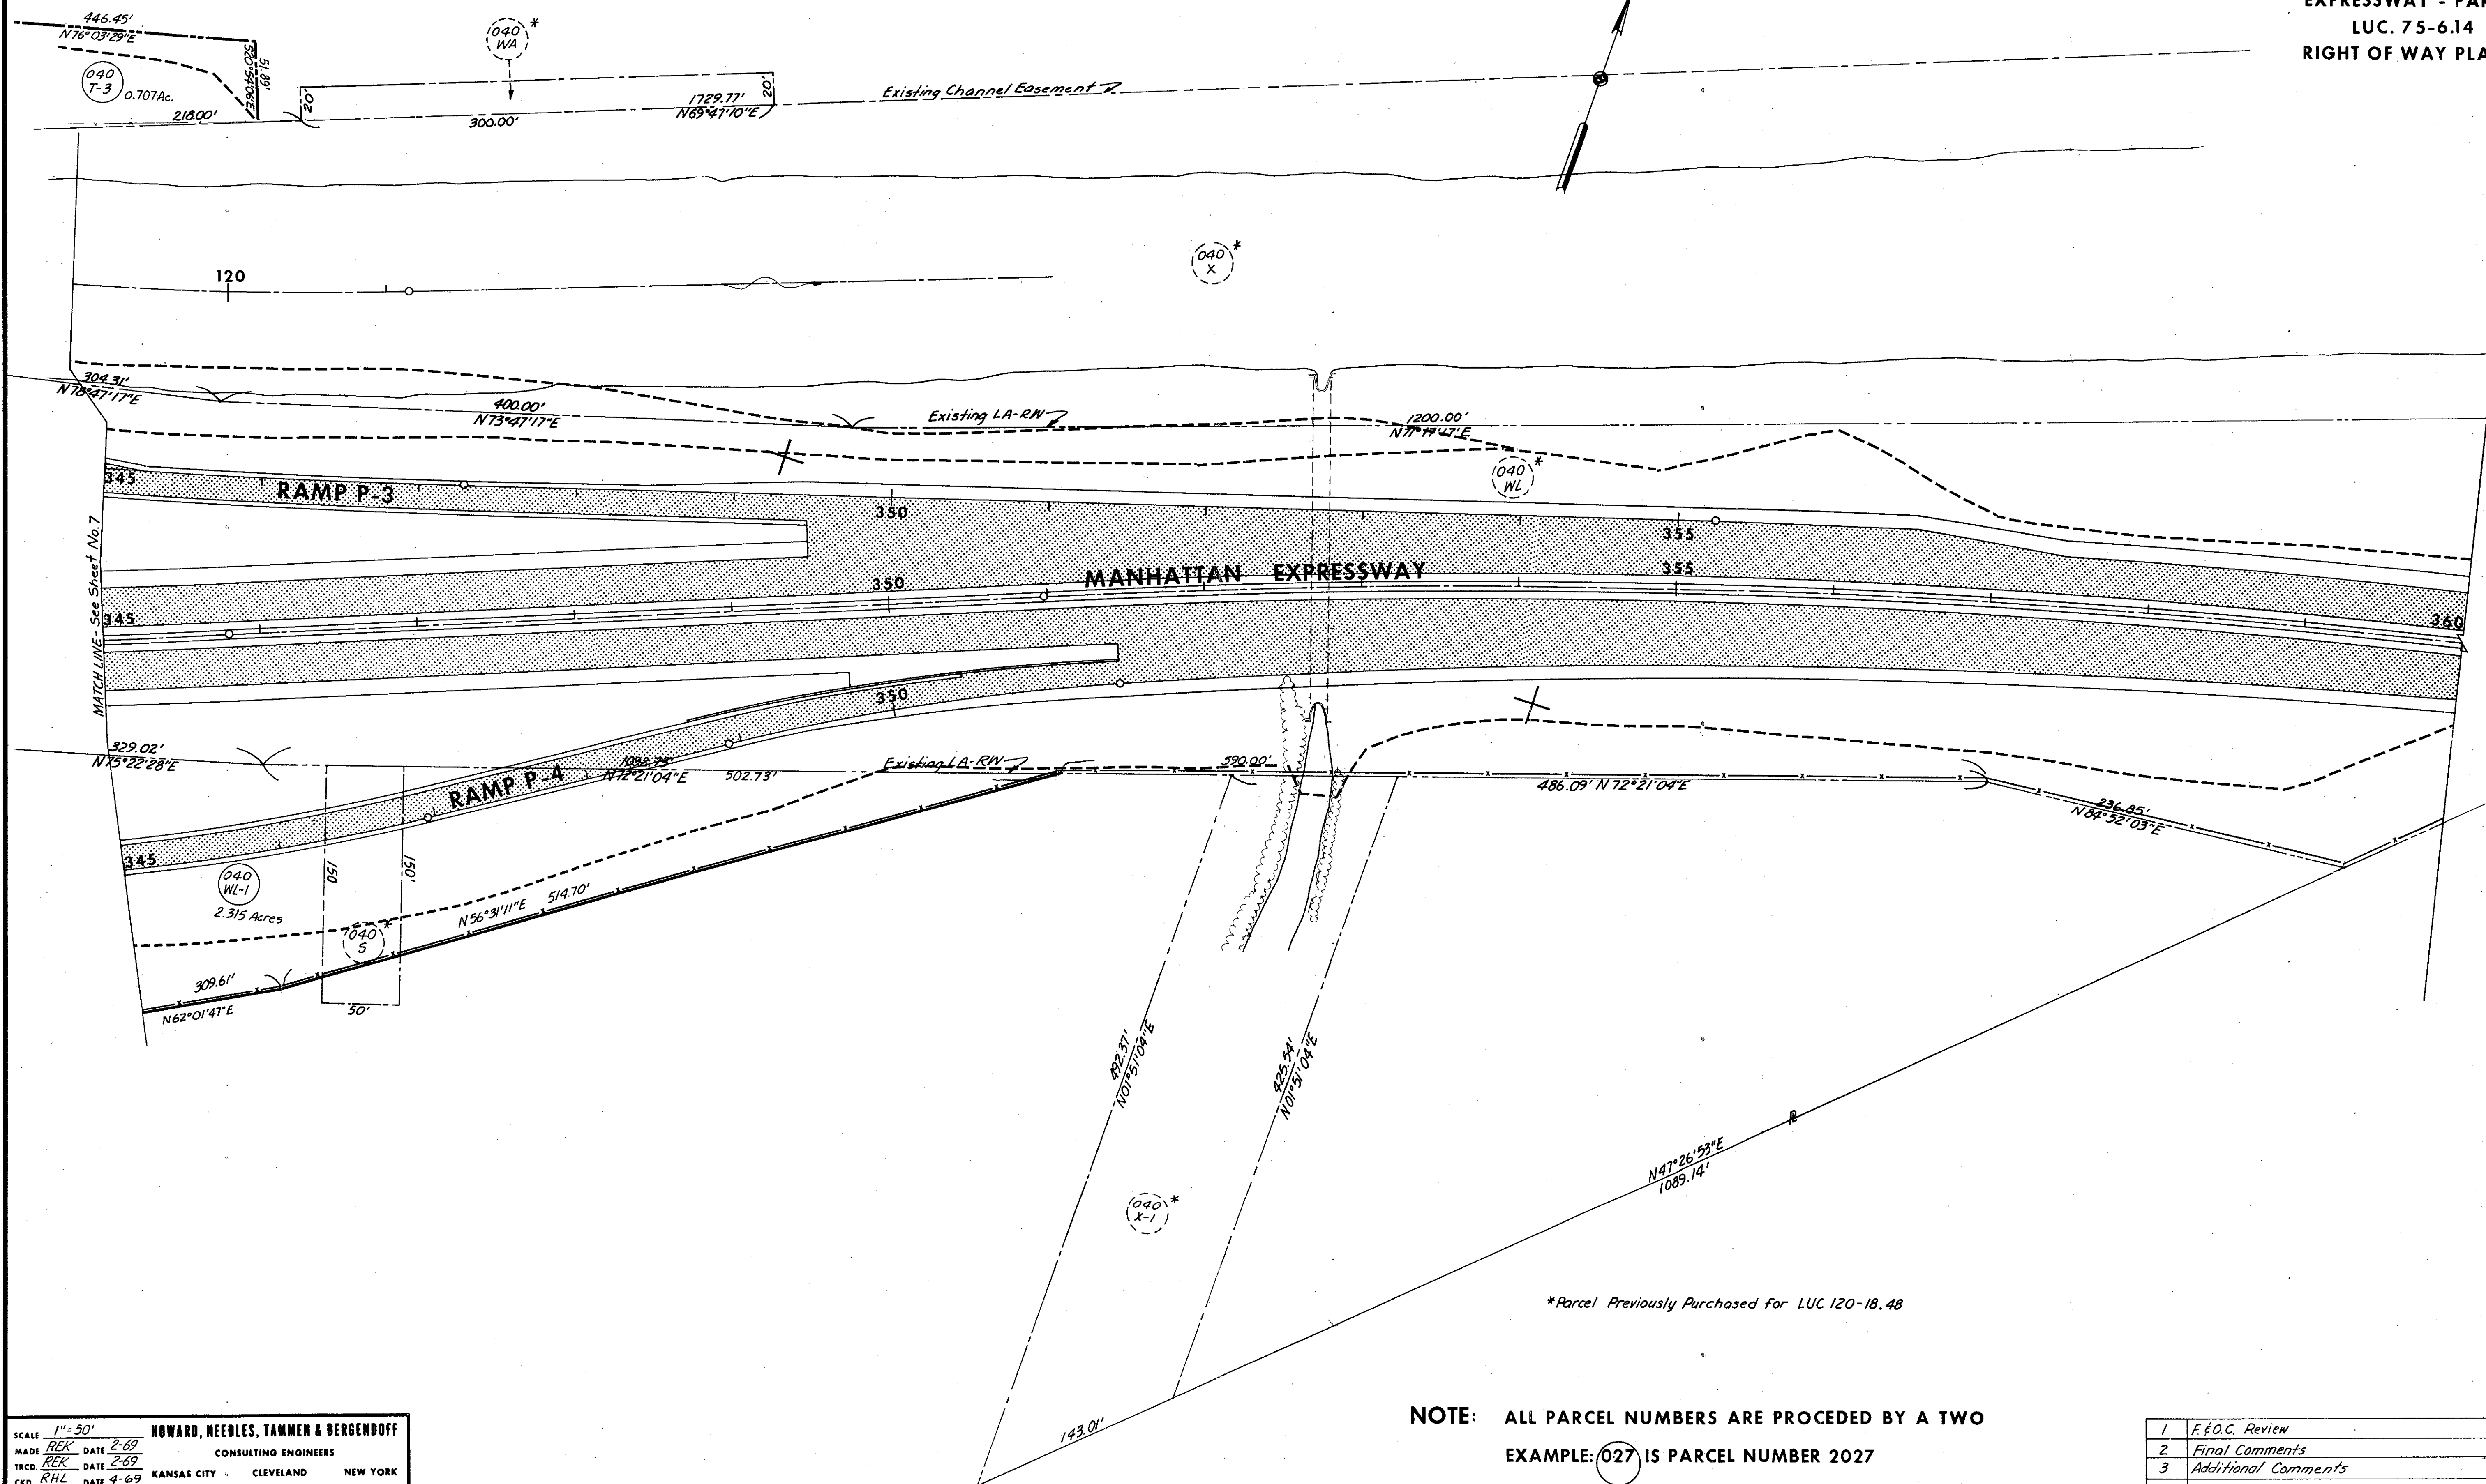 EXPRESSWAY - PAR
LUC. 75-6.14
RIGHT OF WAY PLA
446.45'
N76°03'29"E
S20°54'06"E
51.89'
040
T-3
0.707Ac.
218.00'
040
WA
*
20'
20'
300.00'
1729.77'
N69°47'10"E
Existing Channel Easement
120
040
X
*
304.31'
N78°47'17"E
400.00'
N73°47'17"E
Existing LA-RW
1200.00'
040
WL
*
345
RAMP P-3
350
355
MATCH LINE- See Sheet No.7
345
350
MANHATTAN EXPRESSWAY
355
360
350
329.02'
N75°22'28"E
RAMP P-4
N72°21'04"E
502.73'
Existing LA-RW
590.00'
486.09' N72°21'04"E
236.85'
N84°52'03"E
345
040
WL-1
2.315 Acres
150
150'
040
S
*
N56°31'11"E
514.70'
309.61'
N62°01'47"E
50'
492.37'
N01°51'04"E
425.54'
N01°51'04"E
N47°26'53"E
1089.14'
040
X-1
*
*Parcel Previously Purchased for LUC 120-18.48
143.01'
NOTE: ALL PARCEL NUMBERS ARE PROCEDED BY A TWO
EXAMPLE: 027 IS PARCEL NUMBER 2027
SCALE 1"=50'
MADE REK DATE 2-69
TRCD. REK DATE 2-69
CKD. RHL DATE 4-69
HOWARD, NEEDLES, TAMMEN & BERGENDOFF
CONSULTING ENGINEERS
KANSAS CITY CLEVELAND NEW YORK
1 F.&O.C. Review
2 Final Comments
3 Additional Comments